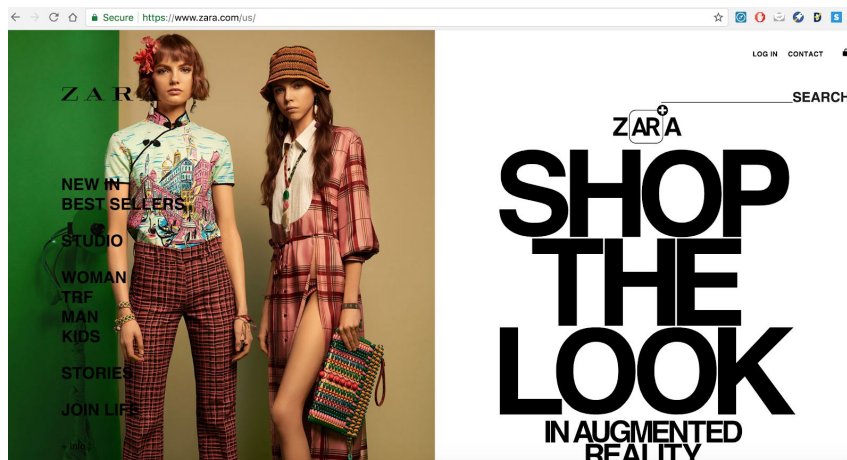 Secure https://www.zara.com/us/
LOG IN CONTACT
ZARA
SEARCH
ZARA
NEW IN
BEST SELLERS
STUDIO
WOMAN
TRF
MAN
KIDS
STORIES
JOIN LIFE
+ Info
SHOP
THE
LOOK
IN AUGMENTED
REALITY